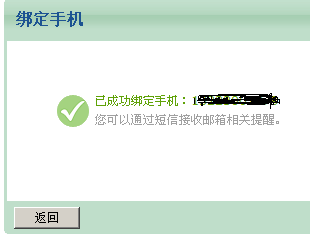 绑定手机
已成功绑定手机：
您可以通过短信接收邮箱相关提醒。
返回